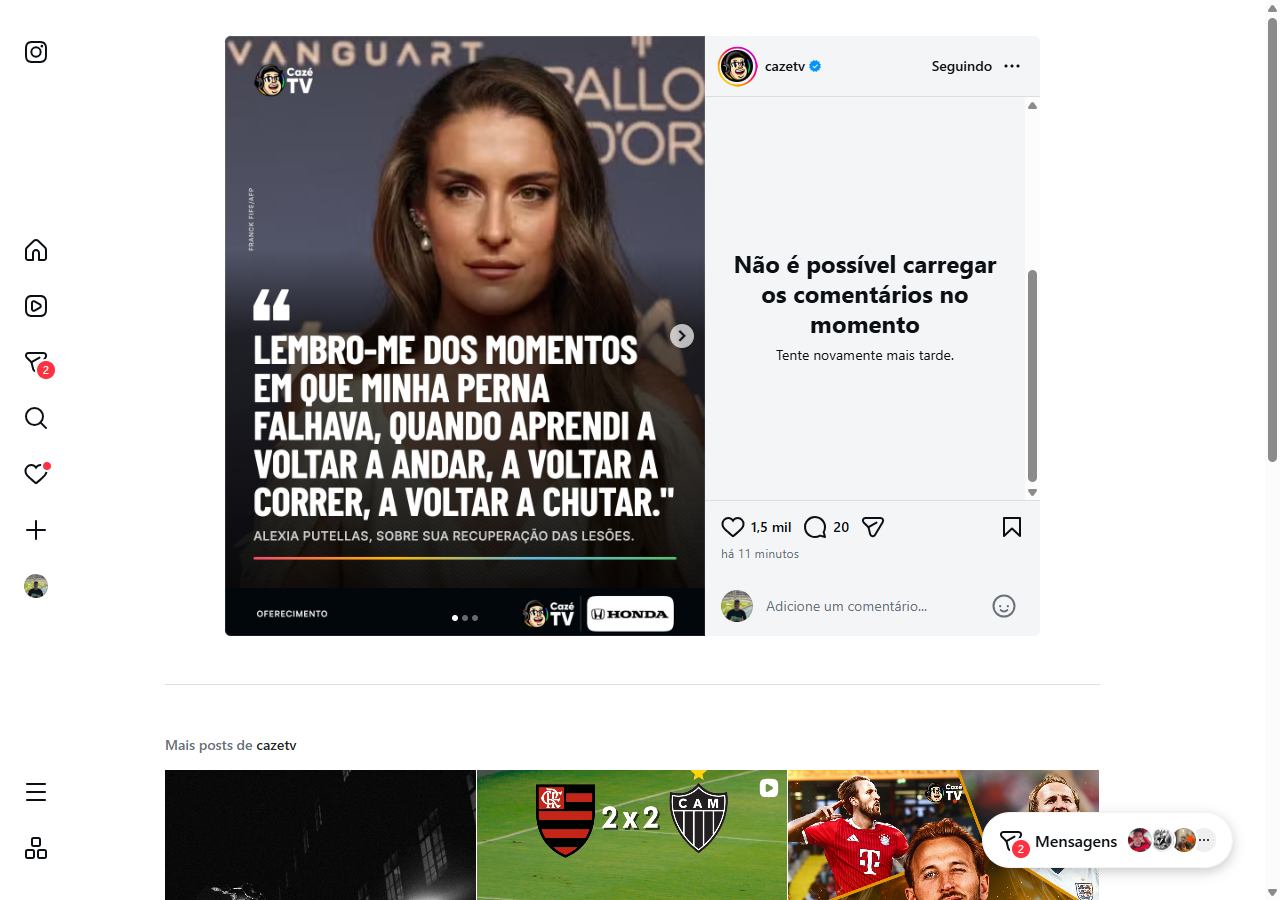 VANGUART
BALLO
D'OR
Cazé
TV
FRANCK FIFE/AFP
“
LEMBRO-ME DOS MOMENTOS
EM QUE MINHA PERNA
FALHAVA, QUANDO APRENDI A
VOLTAR A ANDAR, A VOLTAR A
CORRER, A VOLTAR A CHUTAR."
ALEXIA PUTELLAS, SOBRE SUA RECUPERAÇÃO DAS LESÕES.
OFERECIMENTO
Cazé
TV
HONDA
cazetv
Seguindo
Não é possível carregar
os comentários no
momento
Tente novamente mais tarde.
1,5 mil
20
há 11 minutos
Adicione um comentário...
2
Mais posts de cazetv
CRF
2 x 2
CAM
Cazé
TV
T
2
Mensagens